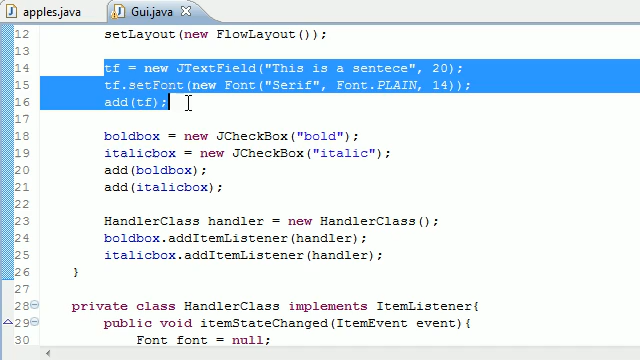 apples.java Gui.java
12 setLayout(new FlowLayout());
13
14 tf = new JTextField("This is a sentece", 20);
15 tf.setFont(new Font("Serif", Font.PLAIN, 14));
16 add(tf);
17
18 boldbox = new JCheckBox("bold");
19 italicbox = new JCheckBox("italic");
20 add(boldbox);
21 add(italicbox);
22
23 HandlerClass handler = new HandlerClass();
24 boldbox.addItemListener(handler);
25 italicbox.addItemListener(handler);
26 }
27
28 private class HandlerClass implements ItemListener{
29 public void itemStateChanged(ItemEvent event){
30 Font font = null;